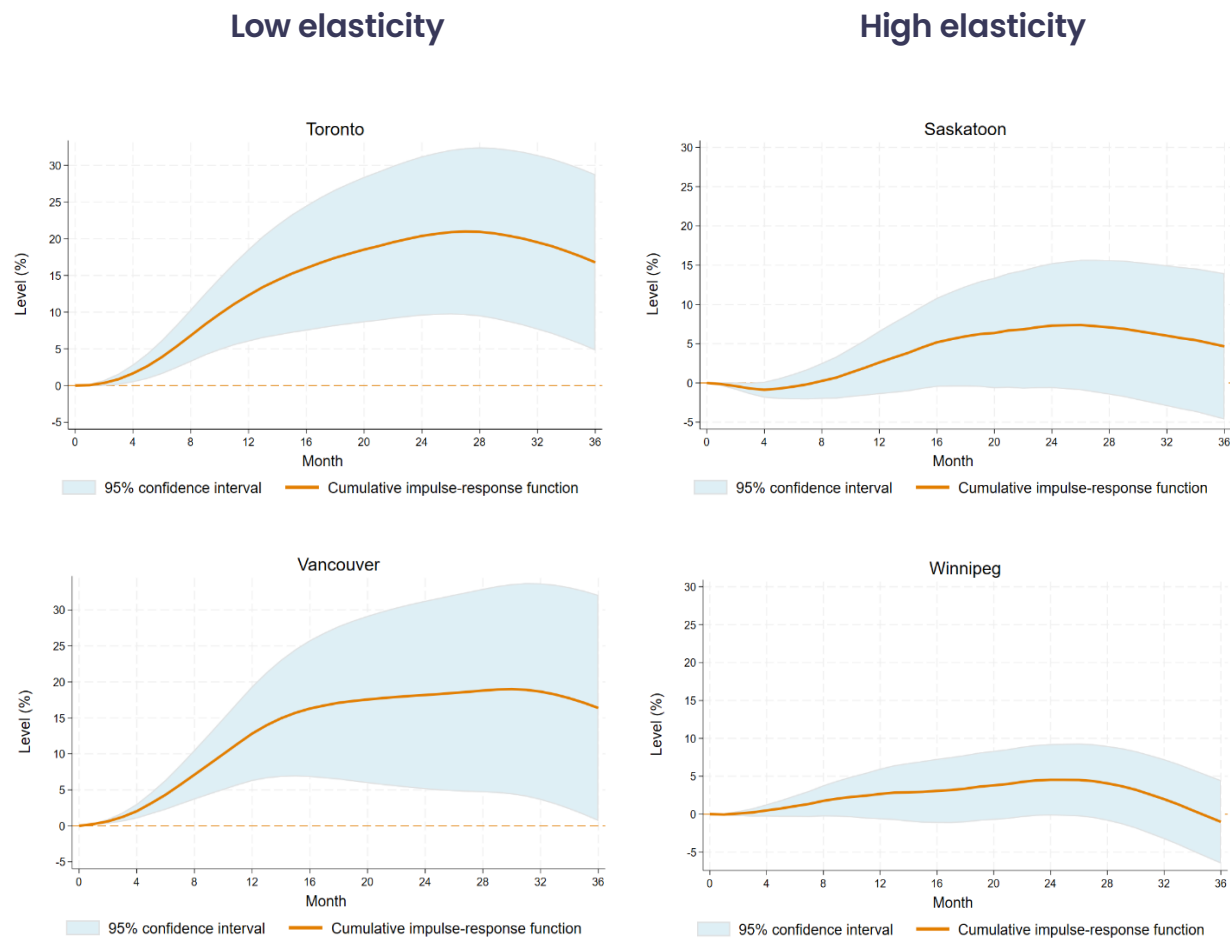 Low elasticity
High elasticity
Toronto
Level (%)
30
25
20
15
10
5
0
-5
0 4 8 12 16 20 24 28 32 36
Month
95% confidence interval Cumulative impulse-response function
Saskatoon
Level (%)
30
25
20
15
10
5
0
-5
0 4 8 12 16 20 24 28 32 36
Month
95% confidence interval Cumulative impulse-response function
Vancouver
Level (%)
30
25
20
15
10
5
0
-5
0 4 8 12 16 20 24 28 32 36
Month
95% confidence interval Cumulative impulse-response function
Winnipeg
Level (%)
30
25
20
15
10
5
0
-5
0 4 8 12 16 20 24 28 32 36
Month
95% confidence interval Cumulative impulse-response function